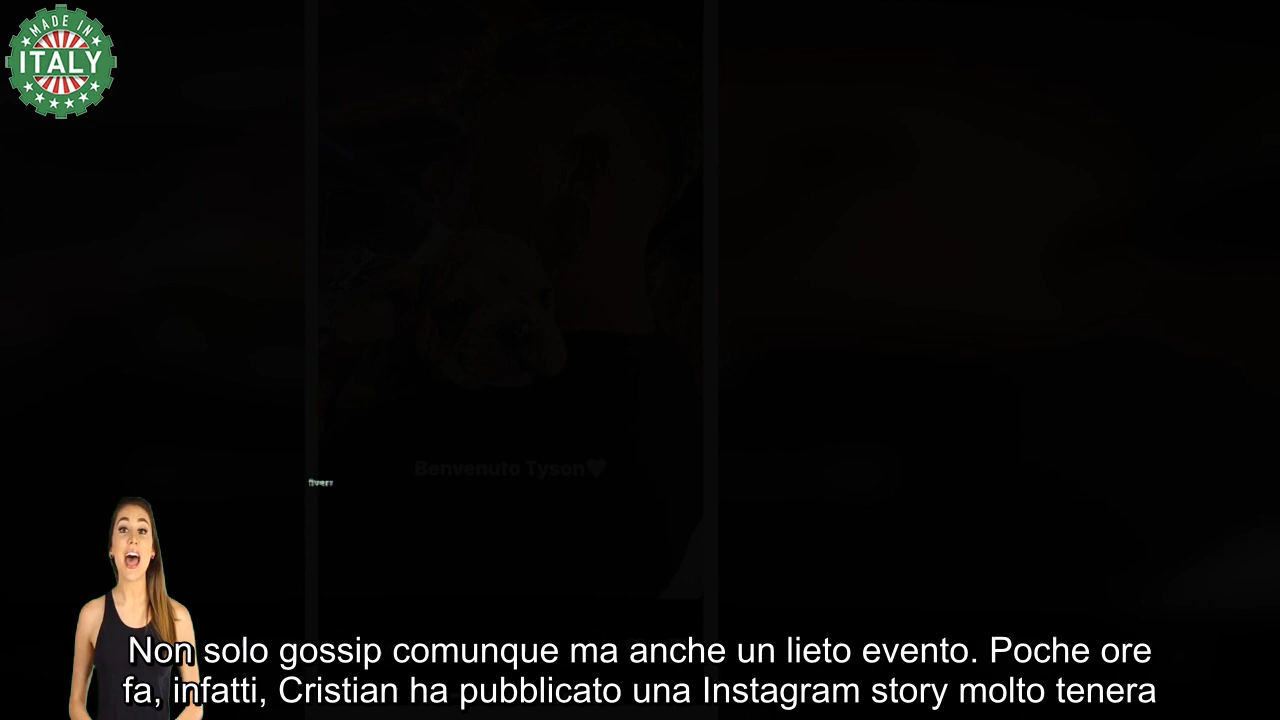 MADE IN
ITALY
Benvenuto Tyson🖤
fiverr
Non solo gossip comunque ma anche un lieto evento. Poche ore
fa, infatti, Cristian ha pubblicato una Instagram story molto tenera